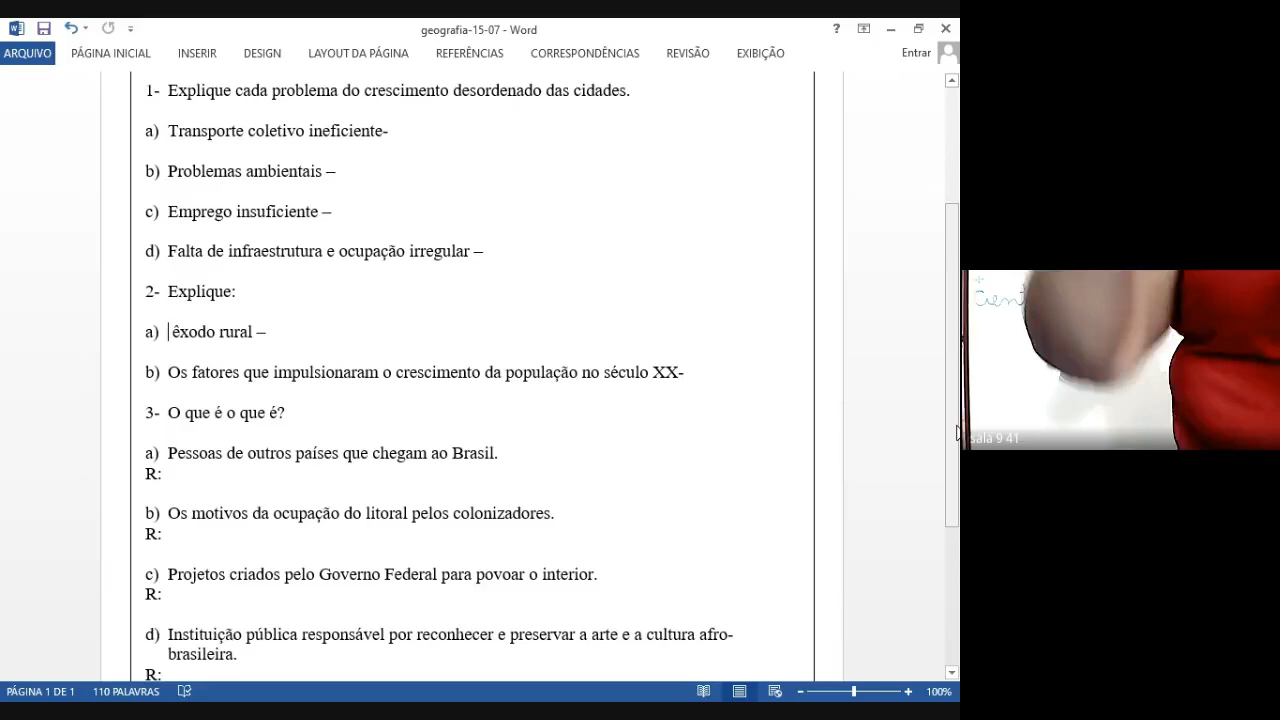 geografia-15-07 - Word
?
ARQUIVO PÁGINA INICIAL INSERIR DESIGN LAYOUT DA PÁGINA REFERÊNCIAS CORRESPONDÊNCIAS REVISÃO EXIBIÇÃO Entrar
1- Explique cada problema do crescimento desordenado das cidades.
a) Transporte coletivo ineficiente-
b) Problemas ambientais –
c) Emprego insuficiente –
d) Falta de infraestrutura e ocupação irregular –
2- Explique:
a) êxodo rural –
b) Os fatores que impulsionaram o crescimento da população no século XX-
3- O que é o que é?
a) Pessoas de outros países que chegam ao Brasil.
R:
b) Os motivos da ocupação do litoral pelos colonizadores.
R:
c) Projetos criados pelo Governo Federal para povoar o interior.
R:
d) Instituição pública responsável por reconhecer e preservar a arte e a cultura afro-
brasileira.
R:
PÁGINA 1 DE 1 110 PALAVRAS 100%
sala 9 41